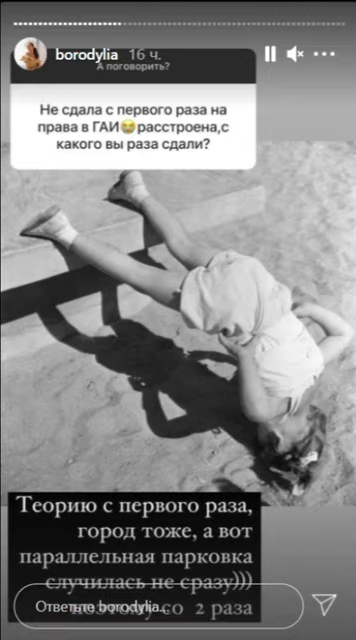 borodylia 16 ч.
А поговорить?
Не сдала с первого раза на
права в ГАИ😭расстроена,с
какого вы раза сдали?
Теорию с первого раза,
город тоже, а вот
параллельная парковка
случилась не сразу)))
поэтому со 2 раза
Ответьте borodylia...